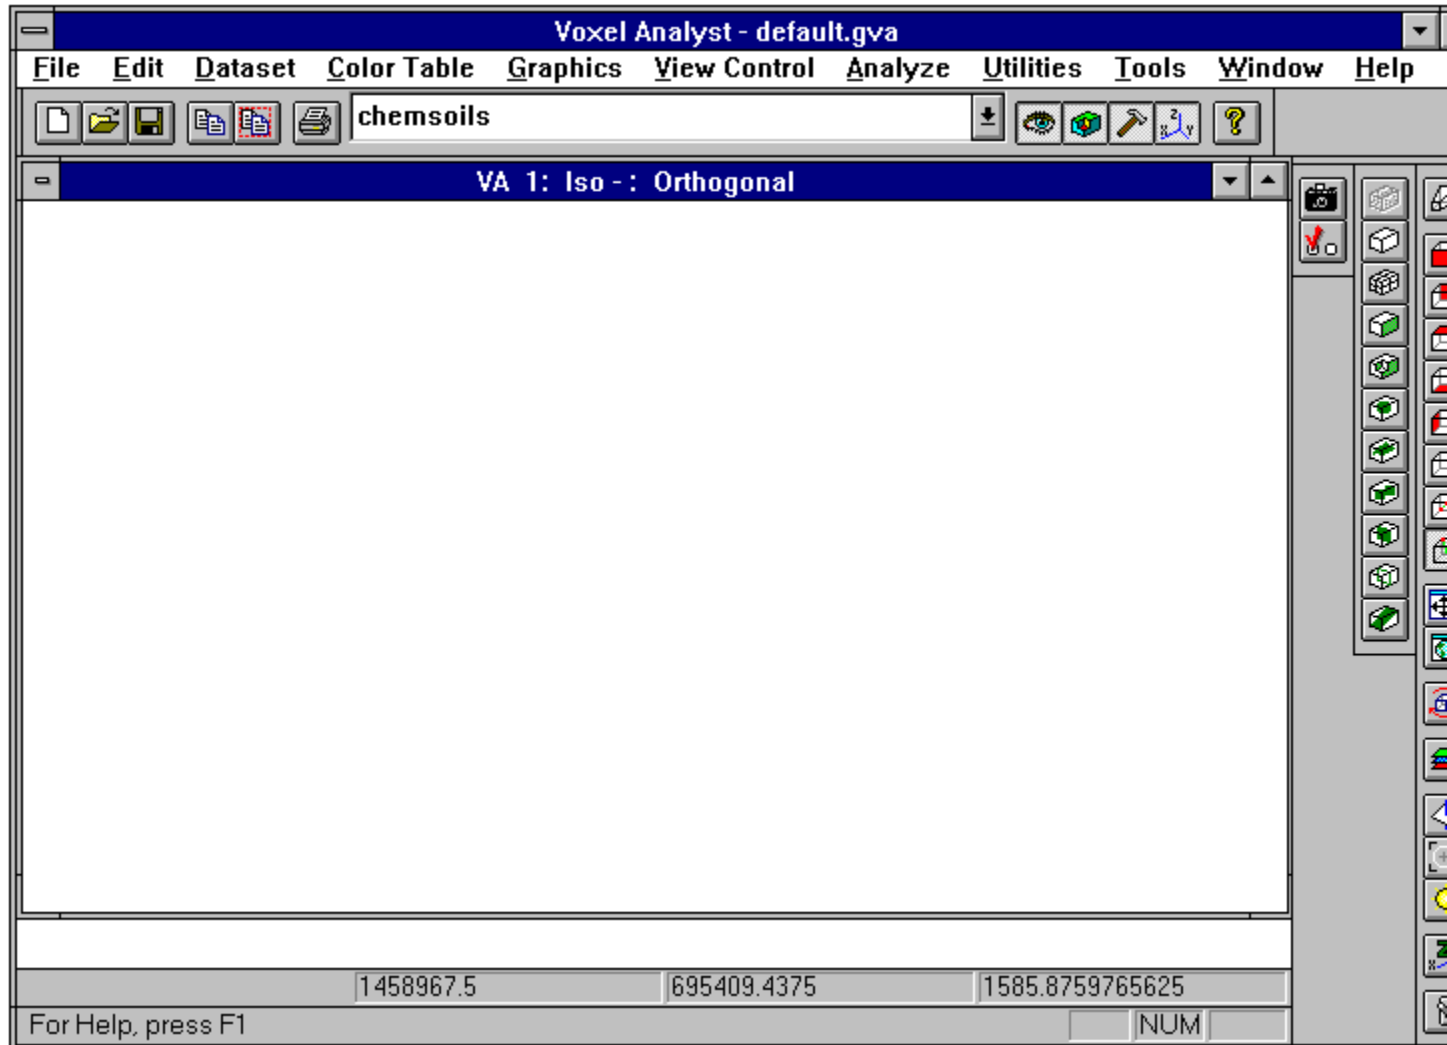 Voxel Analyst - default.gva
File Edit Dataset Color Table Graphics View Control Analyze Utilities Tools Window Help
chemsoils
VA 1: Iso - : Orthogonal
1458967.5 695409.4375 1585.8759765625
For Help, press F1 NUM